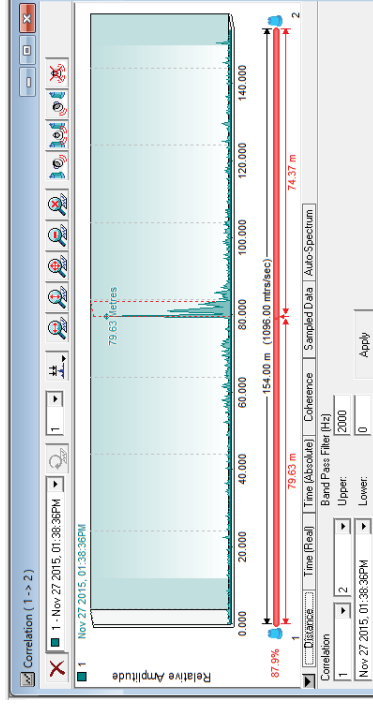 Correlation ( 1 -> 2 )
1 - Nov 27 2015, 01:38:36PM
1
1
Nov 27 2015, 01:38:36PM
79.63 Metres
Relative Amplitude
0.000 20.000 40.000 60.000 80.000 100.000 120.000 140.000
154.00 m (1096.00 mtrs/sec)
87.9%
1
2
79.63 m
74.37 m
Distance Time (Real) Time (Absolute) Coherence Sampled Data Auto-Spectrum
Correlation
Band Pass Filter (Hz)
1
2
Upper:
2000
Nov 27 2015, 01:38:36PM
Lower:
0
Apply